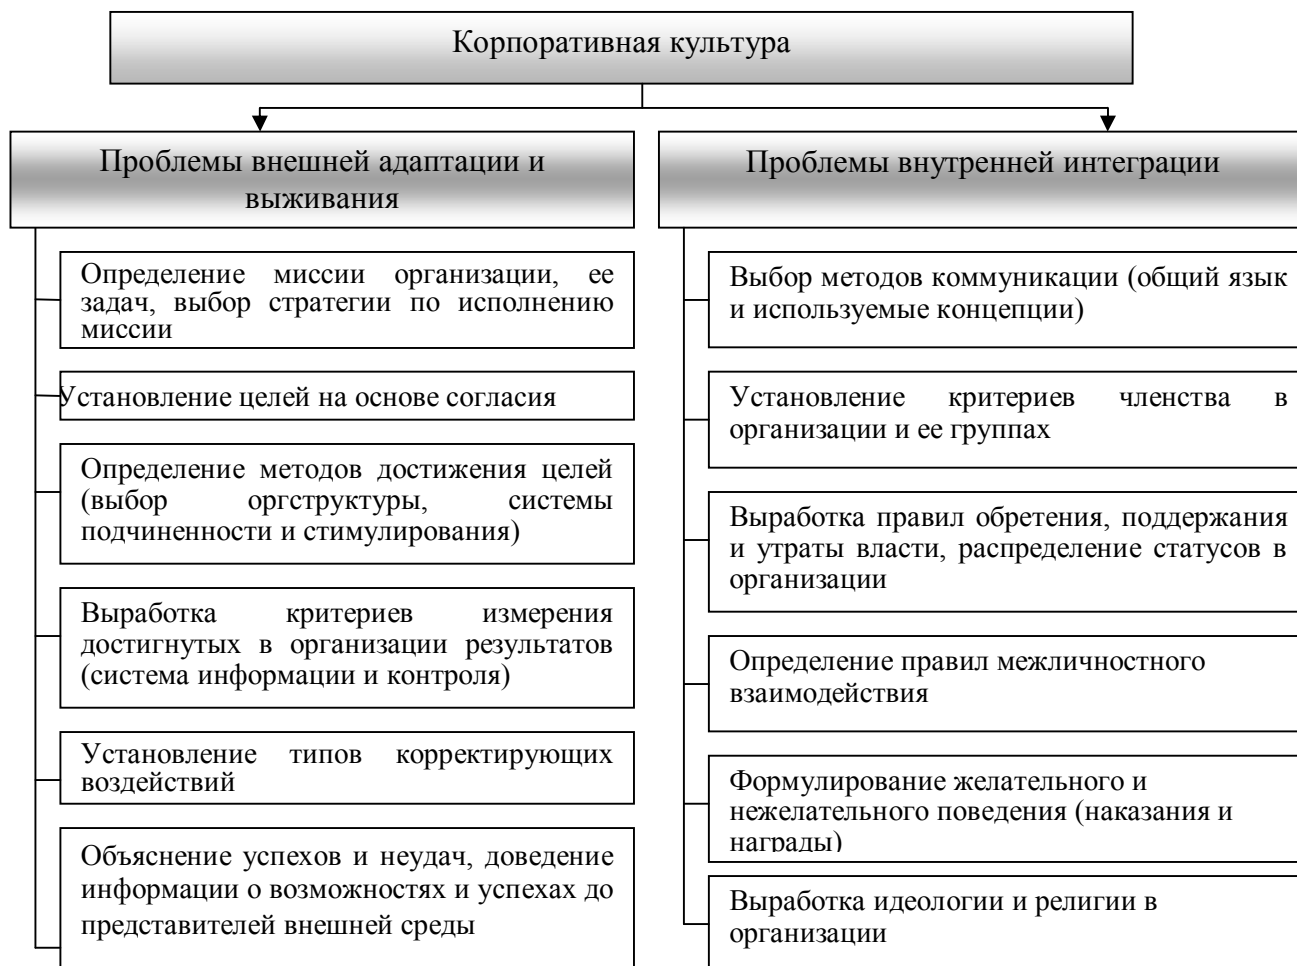 Корпоративная культура
Проблемы внешней адаптации и
выживания
Определение миссии организации, ее
задач, выбор стратегии по исполнению
миссии
Установление целей на основе согласия
Определение методов достижения целей
(выбор оргструктуры, системы
подчиненности и стимулирования)
Выработка критериев измерения
достигнутых в организации результатов
(система информации и контроля)
Установление типов корректирующих
воздействий
Объяснение успехов и неудач, доведение
информации о возможностях и успехах до
представителей внешней среды
Проблемы внутренней интеграции
Выбор методов коммуникации (общий язык
и используемые концепции)
Установление критериев членства в
организации и ее группах
Выработка правил обретения, поддержания
и утраты власти, распределение статусов в
организации
Определение правил межличностного
взаимодействия
Формулирование желательного и
нежелательного поведения (наказания и
награды)
Выработка идеологии и религии в
организации